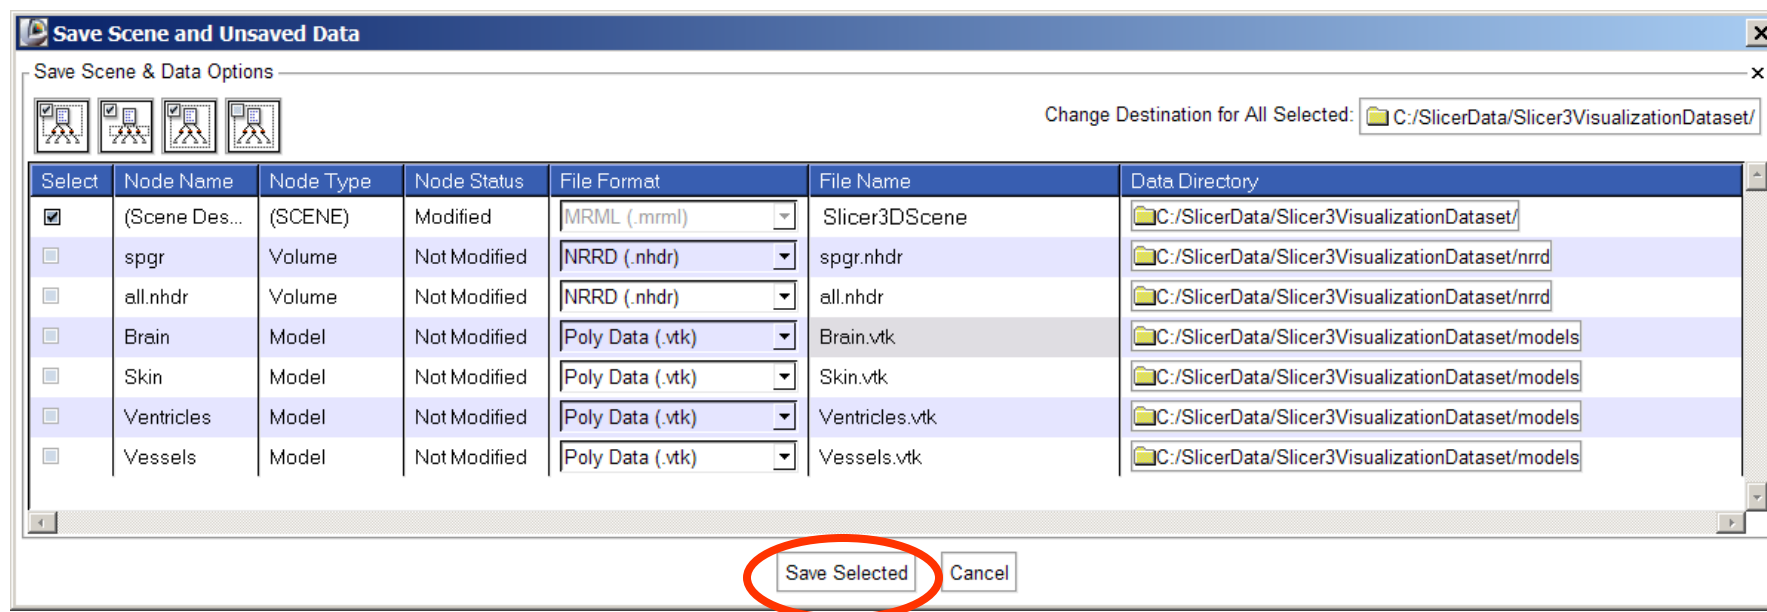 Save Scene and Unsaved Data
Save Scene & Data Options
Change Destination for All Selected: C:/SlicerData/Slicer3VisualizationDataset/
Select Node Name Node Type Node Status File Format File Name Data Directory
(Scene Des... (SCENE) Modified MRML (.mrml) Slicer3DScene C:/SlicerData/Slicer3VisualizationDataset/
spgr Volume Not Modified NRRD (.nhdr) spgr.nhdr C:/SlicerData/Slicer3VisualizationDataset/nrrd
all.nhdr Volume Not Modified NRRD (.nhdr) all.nhdr C:/SlicerData/Slicer3VisualizationDataset/nrrd
Brain Model Not Modified Poly Data (.vtk) Brain.vtk C:/SlicerData/Slicer3VisualizationDataset/models
Skin Model Not Modified Poly Data (.vtk) Skin.vtk C:/SlicerData/Slicer3VisualizationDataset/models
Ventricles Model Not Modified Poly Data (.vtk) Ventricles.vtk C:/SlicerData/Slicer3VisualizationDataset/models
Vessels Model Not Modified Poly Data (.vtk) Vessels.vtk C:/SlicerData/Slicer3VisualizationDataset/models
Save Selected Cancel